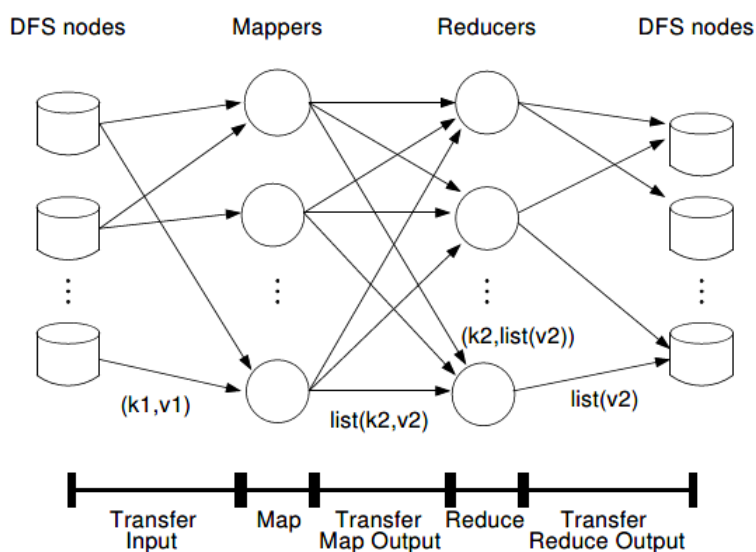 DFS nodes
Mappers
Reducers
DFS nodes
(k1,v1)
list(k2,v2)
(k2,list(v2))
list(v2)
Transfer
Input
Map
Transfer
Map Output
Reduce
Transfer
Reduce Output